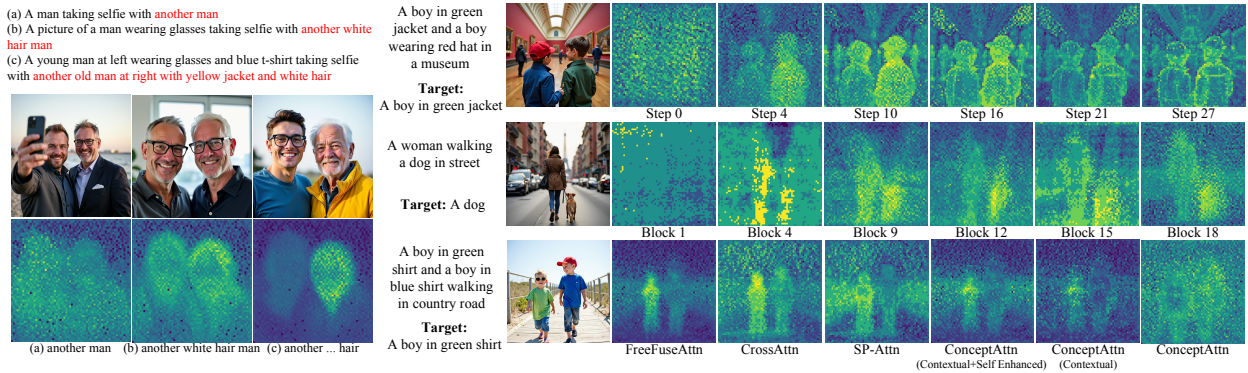 (a) A man taking selfie with another man
(b) A picture of a man wearing glasses taking selfie with another white
hair man
(c) A young man at left wearing glasses and blue t-shirt taking selfie
with another old man at right with yellow jacket and white hair
(a) another man
(b) another white hair man
(c) another ... hair
A boy in green
jacket and a boy
wearing red hat in
a museum
Target:
A boy in green jacket
Step 0
Step 4
Step 10
Step 16
Step 21
Step 27
A woman walking
a dog in street
Target: A dog
Block 1
Block 4
Block 9
Block 12
Block 15
Block 18
A boy in green
shirt and a boy in
blue shirt walking
in country road
Target:
A boy in green shirt
FreeFuseAttn
CrossAttn
SP-Attn
ConceptAttn
(Contextual+Self Enhanced)
ConceptAttn
(Contextual)
ConceptAttn